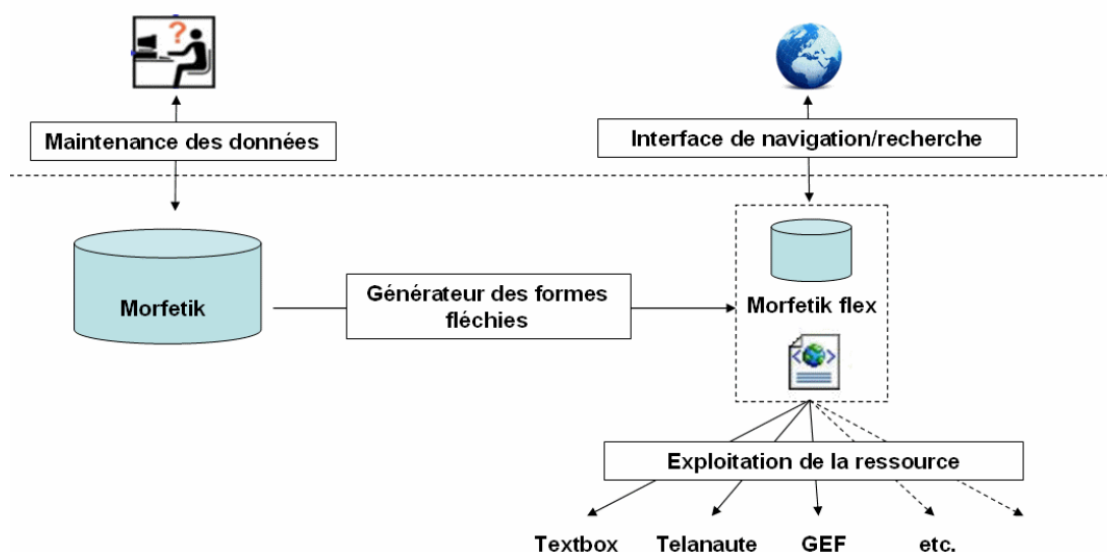 ?
Maintenance des données
Interface de navigation/recherche
Morfetik
Générateur des formes
fléchies
Morfetik flex
Exploitation de la ressource
Textbox Telanaute GEF etc.